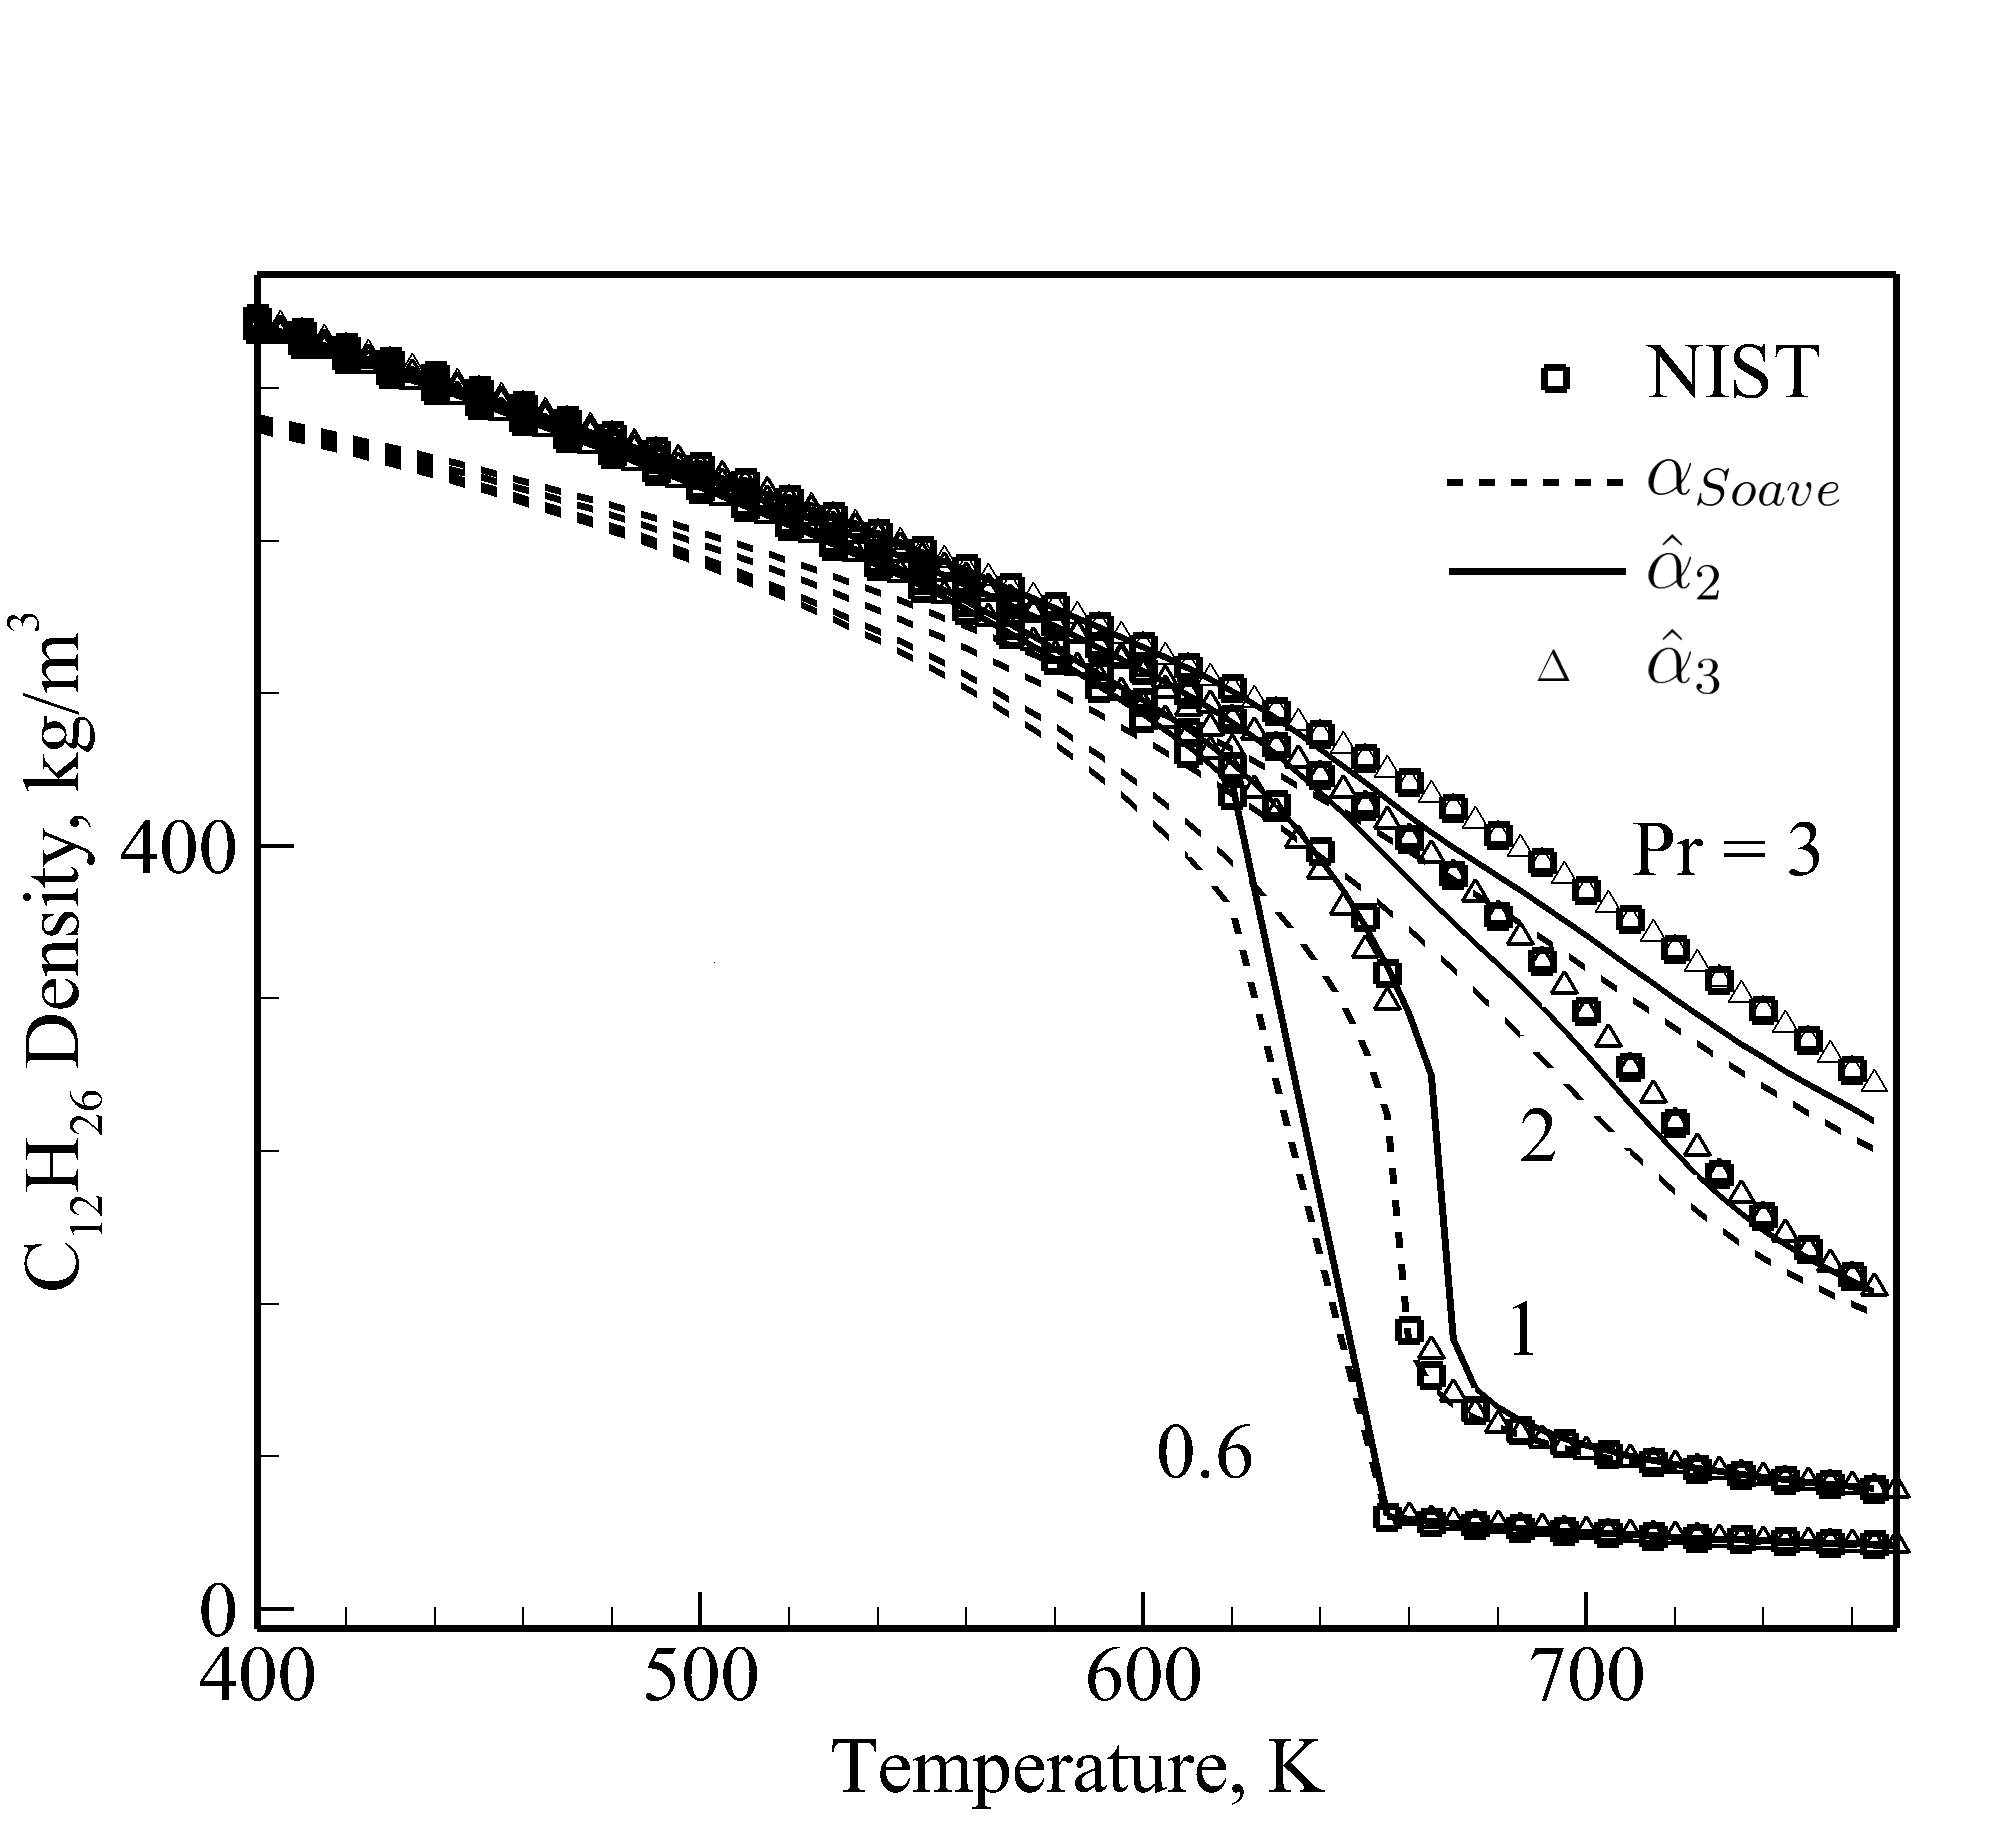 NIST
α_Soave
α̂₂
α̂₃
C₁₂H₂₆ Density, kg/m³
400
Pr = 3
2
1
0.6
0
400 500 600 700
Temperature, K